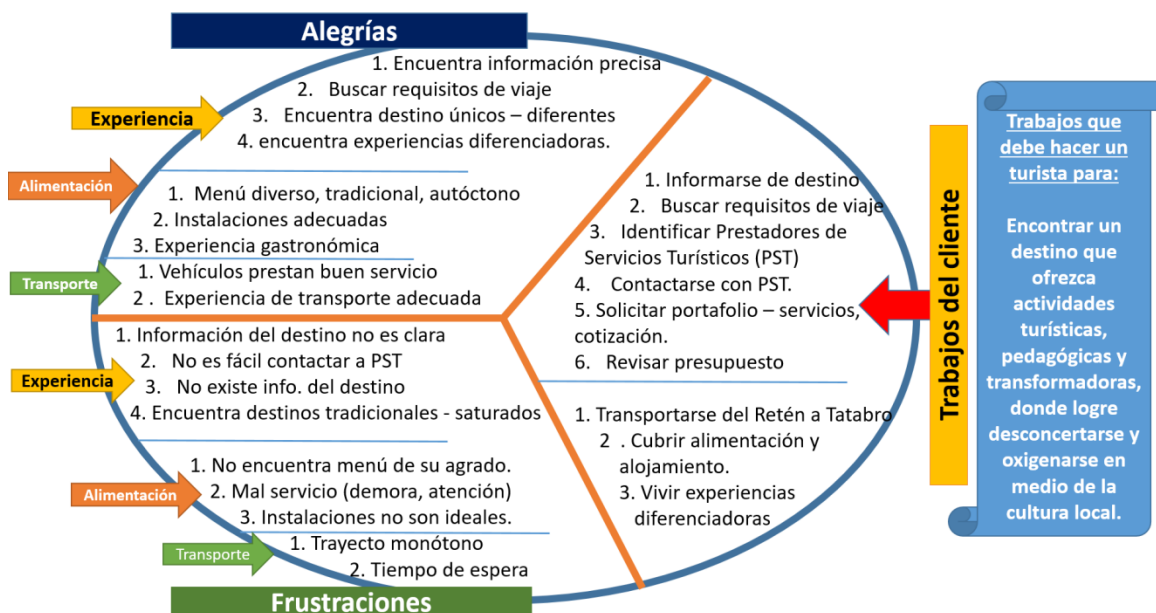 Alegrías
Experiencia
1. Encuentra información precisa
2. Buscar requisitos de viaje
3. Encuentra destino únicos – diferentes
4. encuentra experiencias diferenciadoras.
Alimentación
1. Menú diverso, tradicional, autóctono
2. Instalaciones adecuadas
3. Experiencia gastronómica
Transporte
1. Vehículos prestan buen servicio
2 . Experiencia de transporte adecuada
Experiencia
1. Información del destino no es clara
2. No es fácil contactar a PST
3. No existe info. del destino
4. Encuentra destinos tradicionales - saturados
Alimentación
1. No encuentra menú de su agrado.
2. Mal servicio (demora, atención)
3. Instalaciones no son ideales.
Transporte
1. Trayecto monótono
2. Tiempo de espera
Frustraciones
1. Informarse de destino
2. Buscar requisitos de viaje
3. Identificar Prestadores de
Servicios Turísticos (PST)
4. Contactarse con PST.
5. Solicitar portafolio – servicios,
cotización.
6. Revisar presupuesto
1. Transportarse del Retén a Tatabro
2 . Cubrir alimentación y
alojamiento.
3. Vivir experiencias
diferenciadoras
Trabajos del cliente
Trabajos que
debe hacer un
turista para:
Encontrar un
destino que
ofrezca
actividades
turísticas,
pedagógicas y
transformadoras,
donde logre
desconcertarse y
oxigenarse en
medio de la
cultura local.